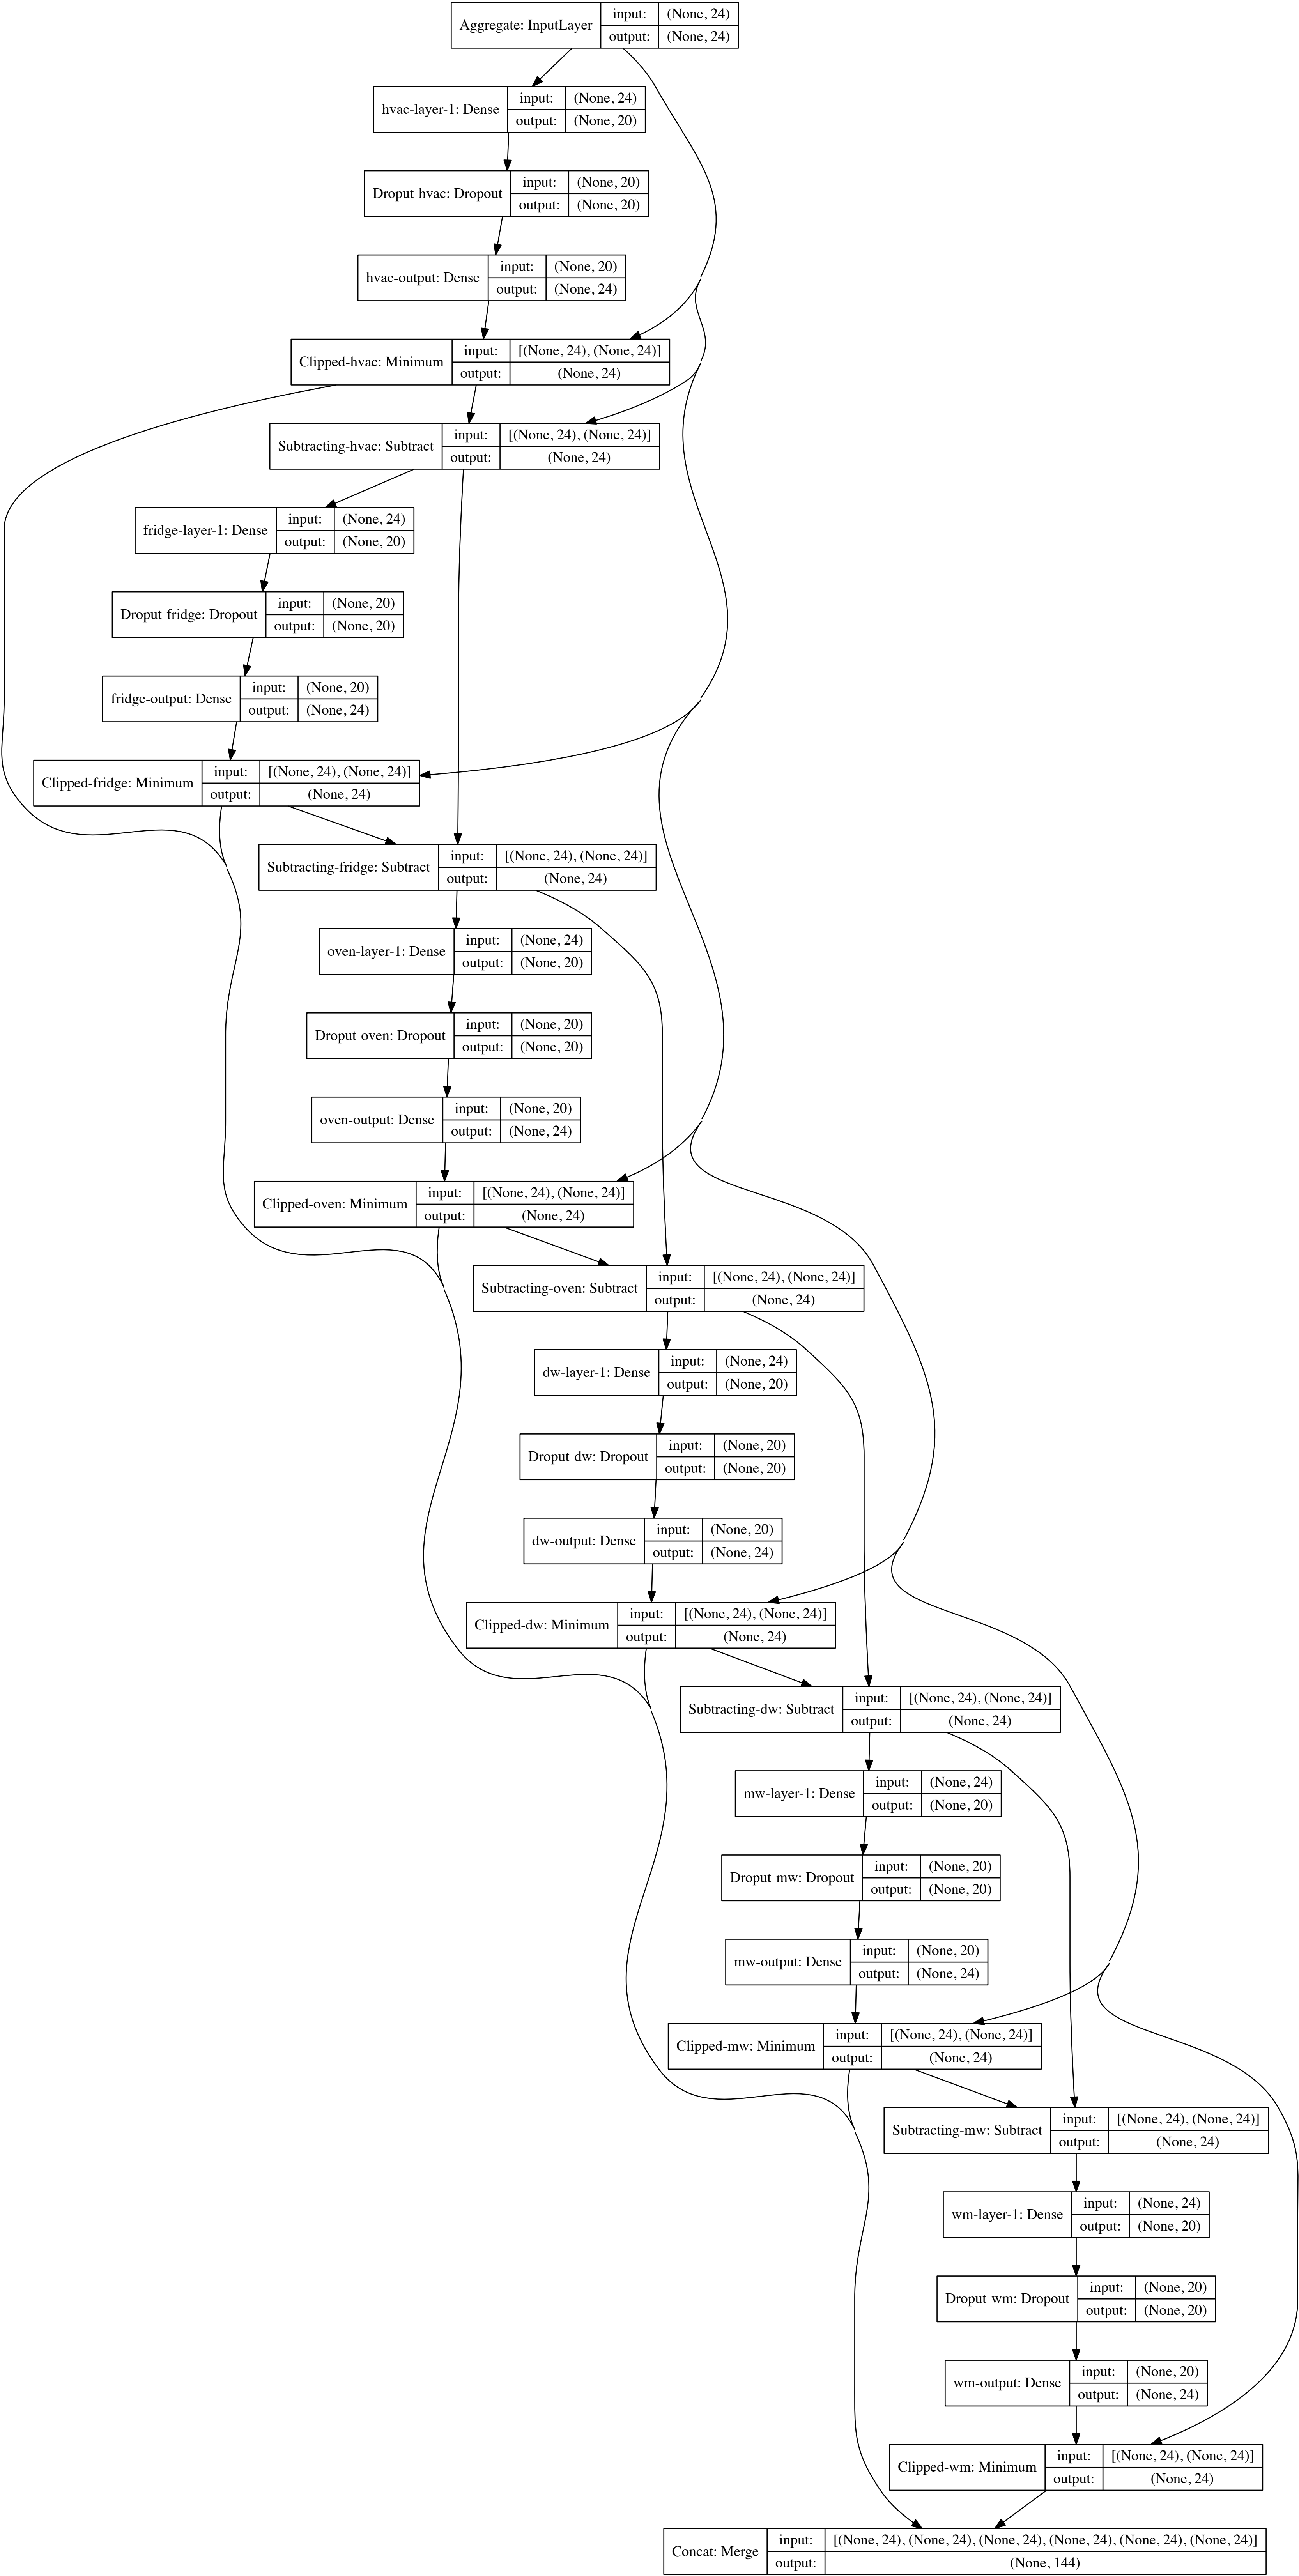 Aggregate: InputLayer
input: (None, 24)
output: (None, 24)
hvac-layer-1: Dense
input: (None, 24)
output: (None, 20)
Droput-hvac: Dropout
input: (None, 20)
output: (None, 20)
hvac-output: Dense
input: (None, 20)
output: (None, 24)
Clipped-hvac: Minimum
input: [(None, 24), (None, 24)]
output: (None, 24)
Subtracting-hvac: Subtract
input: [(None, 24), (None, 24)]
output: (None, 24)
fridge-layer-1: Dense
input: (None, 24)
output: (None, 20)
Droput-fridge: Dropout
input: (None, 20)
output: (None, 20)
fridge-output: Dense
input: (None, 20)
output: (None, 24)
Clipped-fridge: Minimum
input: [(None, 24), (None, 24)]
output: (None, 24)
Subtracting-fridge: Subtract
input: [(None, 24), (None, 24)]
output: (None, 24)
oven-layer-1: Dense
input: (None, 24)
output: (None, 20)
Droput-oven: Dropout
input: (None, 20)
output: (None, 20)
oven-output: Dense
input: (None, 20)
output: (None, 24)
Clipped-oven: Minimum
input: [(None, 24), (None, 24)]
output: (None, 24)
Subtracting-oven: Subtract
input: [(None, 24), (None, 24)]
output: (None, 24)
dw-layer-1: Dense
input: (None, 24)
output: (None, 20)
Droput-dw: Dropout
input: (None, 20)
output: (None, 20)
dw-output: Dense
input: (None, 20)
output: (None, 24)
Clipped-dw: Minimum
input: [(None, 24), (None, 24)]
output: (None, 24)
Subtracting-dw: Subtract
input: [(None, 24), (None, 24)]
output: (None, 24)
mw-layer-1: Dense
input: (None, 24)
output: (None, 20)
Droput-mw: Dropout
input: (None, 20)
output: (None, 20)
mw-output: Dense
input: (None, 20)
output: (None, 24)
Clipped-mw: Minimum
input: [(None, 24), (None, 24)]
output: (None, 24)
Subtracting-mw: Subtract
input: [(None, 24), (None, 24)]
output: (None, 24)
wm-layer-1: Dense
input: (None, 24)
output: (None, 20)
Droput-wm: Dropout
input: (None, 20)
output: (None, 20)
wm-output: Dense
input: (None, 20)
output: (None, 24)
Clipped-wm: Minimum
input: [(None, 24), (None, 24)]
output: (None, 24)
Concat: Merge
input: [(None, 24), (None, 24), (None, 24), (None, 24), (None, 24), (None, 24)]
output: (None, 144)